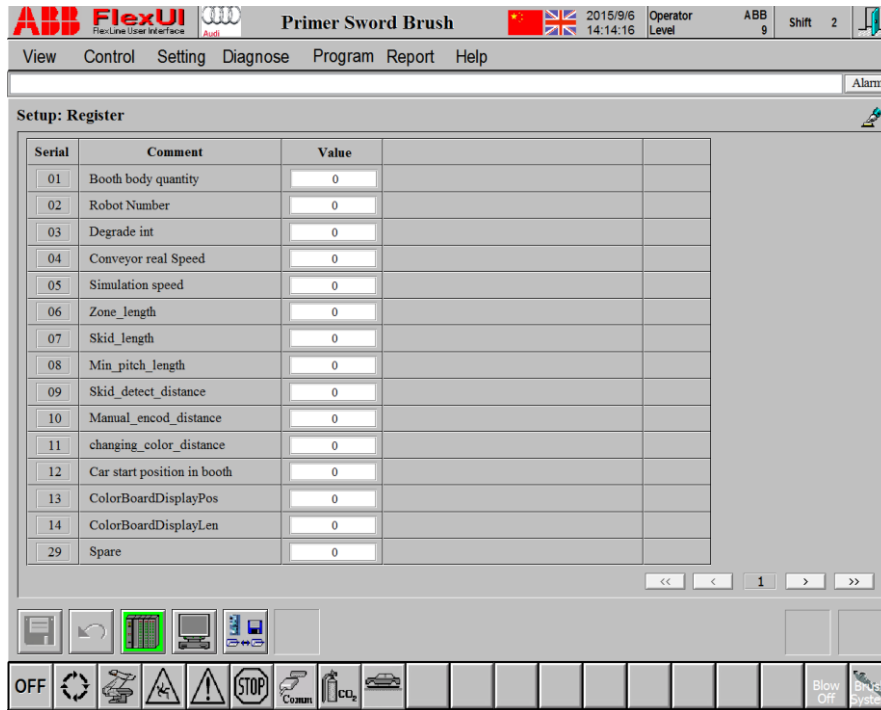 ABB FlexUI Primer Sword Brush 2015/9/6 Operator ABB Shift 2
FlexLine User Interface Audi 14:14:16 Level 9
View Control Setting Diagnose Program Report Help
Alarm
Setup: Register
Serial Comment Value
01 Booth body quantity 0
02 Robot Number 0
03 Degrade int 0
04 Conveyor real Speed 0
05 Simulation speed 0
06 Zone_length 0
07 Skid_length 0
08 Min_pitch_length 0
09 Skid_detect_distance 0
10 Manual_encod_distance 0
11 changing_color_distance 0
12 Car start position in booth 0
13 ColorBoardDisplayPos 0
14 ColorBoardDisplayLen 0
29 Spare 0
<< < 1 > >>
OFF STOP Comm CO2 Blow Brush
Off Syste